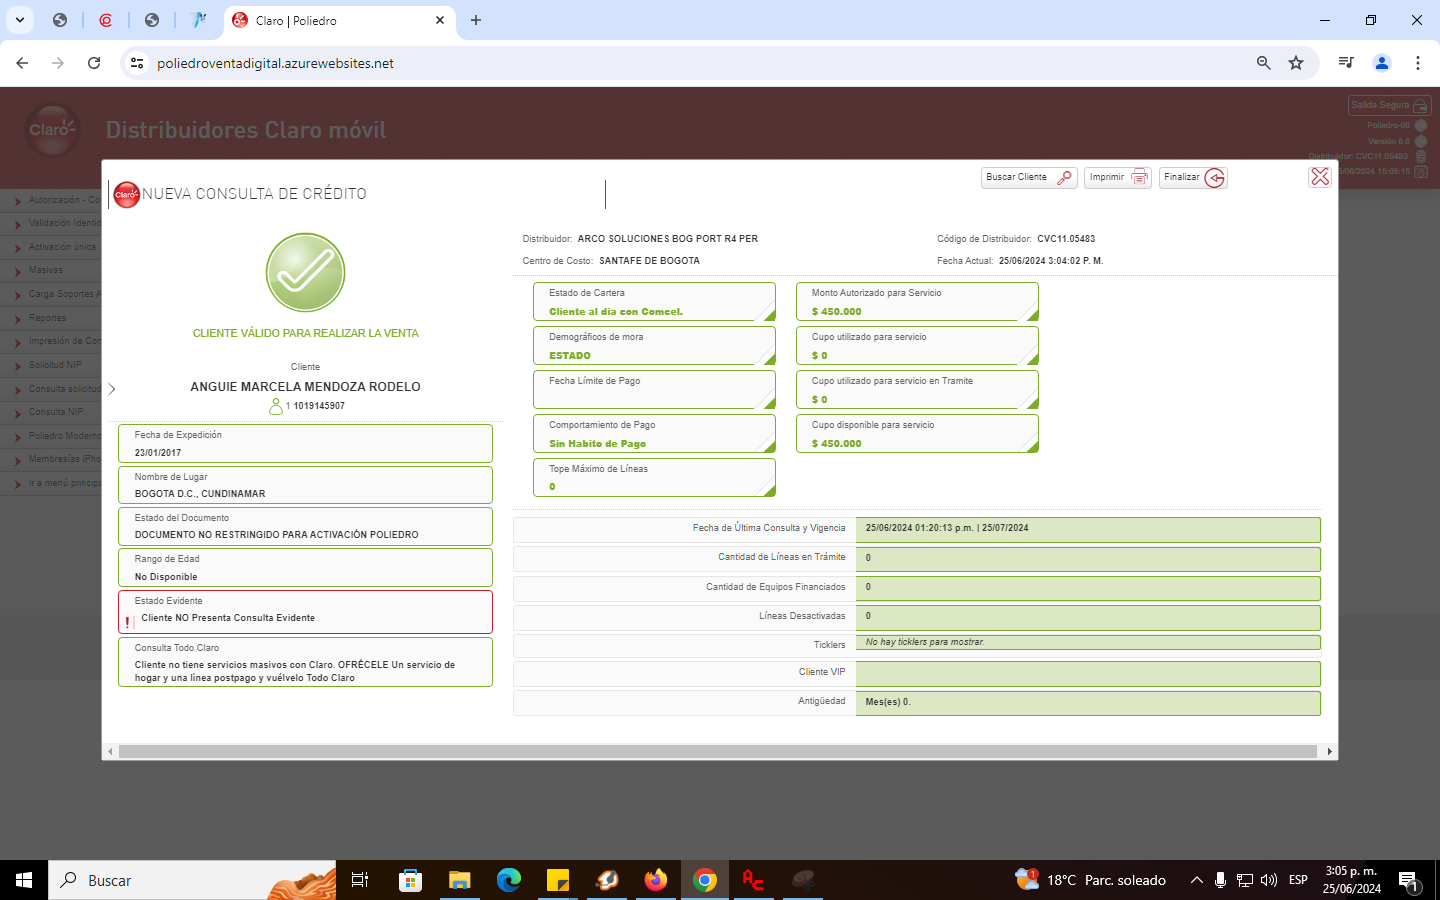 Claro | Poliedro
poliedroventadigital.azurewebsites.net
Claro
Distribuidores Claro móvil
Salida Segura
Poliedro-00
Versión 6.6
Distribuidor: CVC11.05483
Autorización - Co
Validación Identid
Activación única
Masivas
Carga Soportes A
Reportes
Impresión de Con
Solicitud NIP
Consulta solicitud
Consulta NIP
Poliedro Moderno
Membresías iPho
Ir a menú principa
Claro
NUEVA CONSULTA DE CRÉDITO
Buscar Cliente
Imprimir
Finalizar
CLIENTE VÁLIDO PARA REALIZAR LA VENTA
Cliente
ANGUIE MARCELA MENDOZA RODELO
1 1019145907
Fecha de Expedición
23/01/2017
Nombre de Lugar
BOGOTA D.C., CUNDINAMAR
Estado del Documento
DOCUMENTO NO RESTRINGIDO PARA ACTIVACIÓN POLIEDRO
Rango de Edad
No Disponible
Estado Evidente
! Cliente NO Presenta Consulta Evidente
Consulta Todo Claro
Cliente no tiene servicios masivos con Claro. OFRÉCELE Un servicio de
hogar y una línea postpago y vuélvelo Todo Claro
Distribuidor: ARCO SOLUCIONES BOG PORT R4 PER
Código de Distribuidor: CVC11.05483
Centro de Costo: SANTAFE DE BOGOTA
Fecha Actual: 25/06/2024 3:04:02 P. M.
Estado de Cartera
Cliente al dia con Comcel.
Demográficos de mora
ESTADO
Fecha Límite de Pago
Comportamiento de Pago
Sin Habito de Pago
Tope Máximo de Líneas
0
Monto Autorizado para Servicio
$ 450.000
Cupo utilizado para servicio
$ 0
Cupo utilizado para servicio en Tramite
$ 0
Cupo disponible para servicio
$ 450.000
Fecha de Última Consulta y Vigencia 25/06/2024 01:20:13 p.m. | 25/07/2024
Cantidad de Líneas en Trámite 0
Cantidad de Equipos Financiados 0
Líneas Desactivadas 0
Ticklers No hay ticklers para mostrar.
Cliente VIP
Antigüedad Mes(es) 0.
Buscar
18°C Parc. soleado
ESP
3:05 p. m.
25/06/2024
1